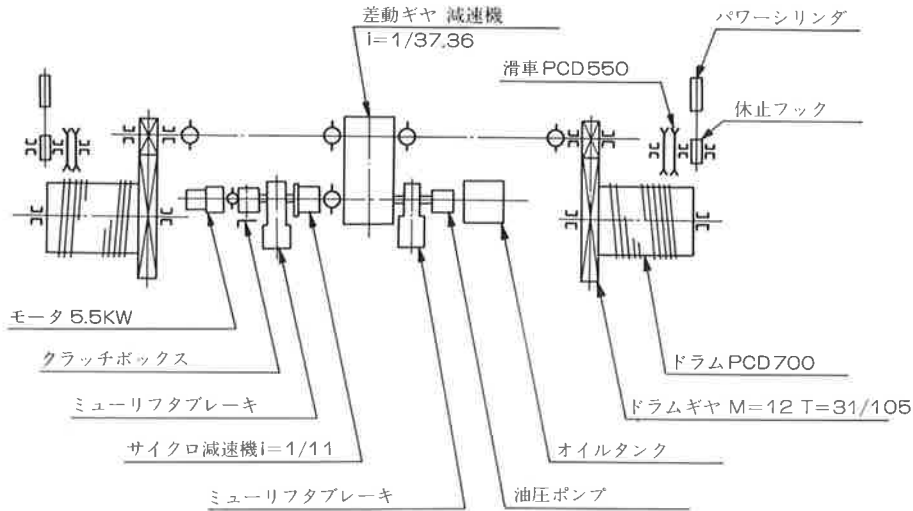 差動ギヤ 減速機
i=1/37.36
パワーシリンダ
滑車PCD550
休止フック
モータ 5.5KW
クラッチボックス
ミューリフタブレーキ
サイクロ減速機i=1/11
ミューリフタブレーキ
油圧ポンプ
オイルタンク
ドラムギヤ M=12 T=31/105
ドラムPCD700